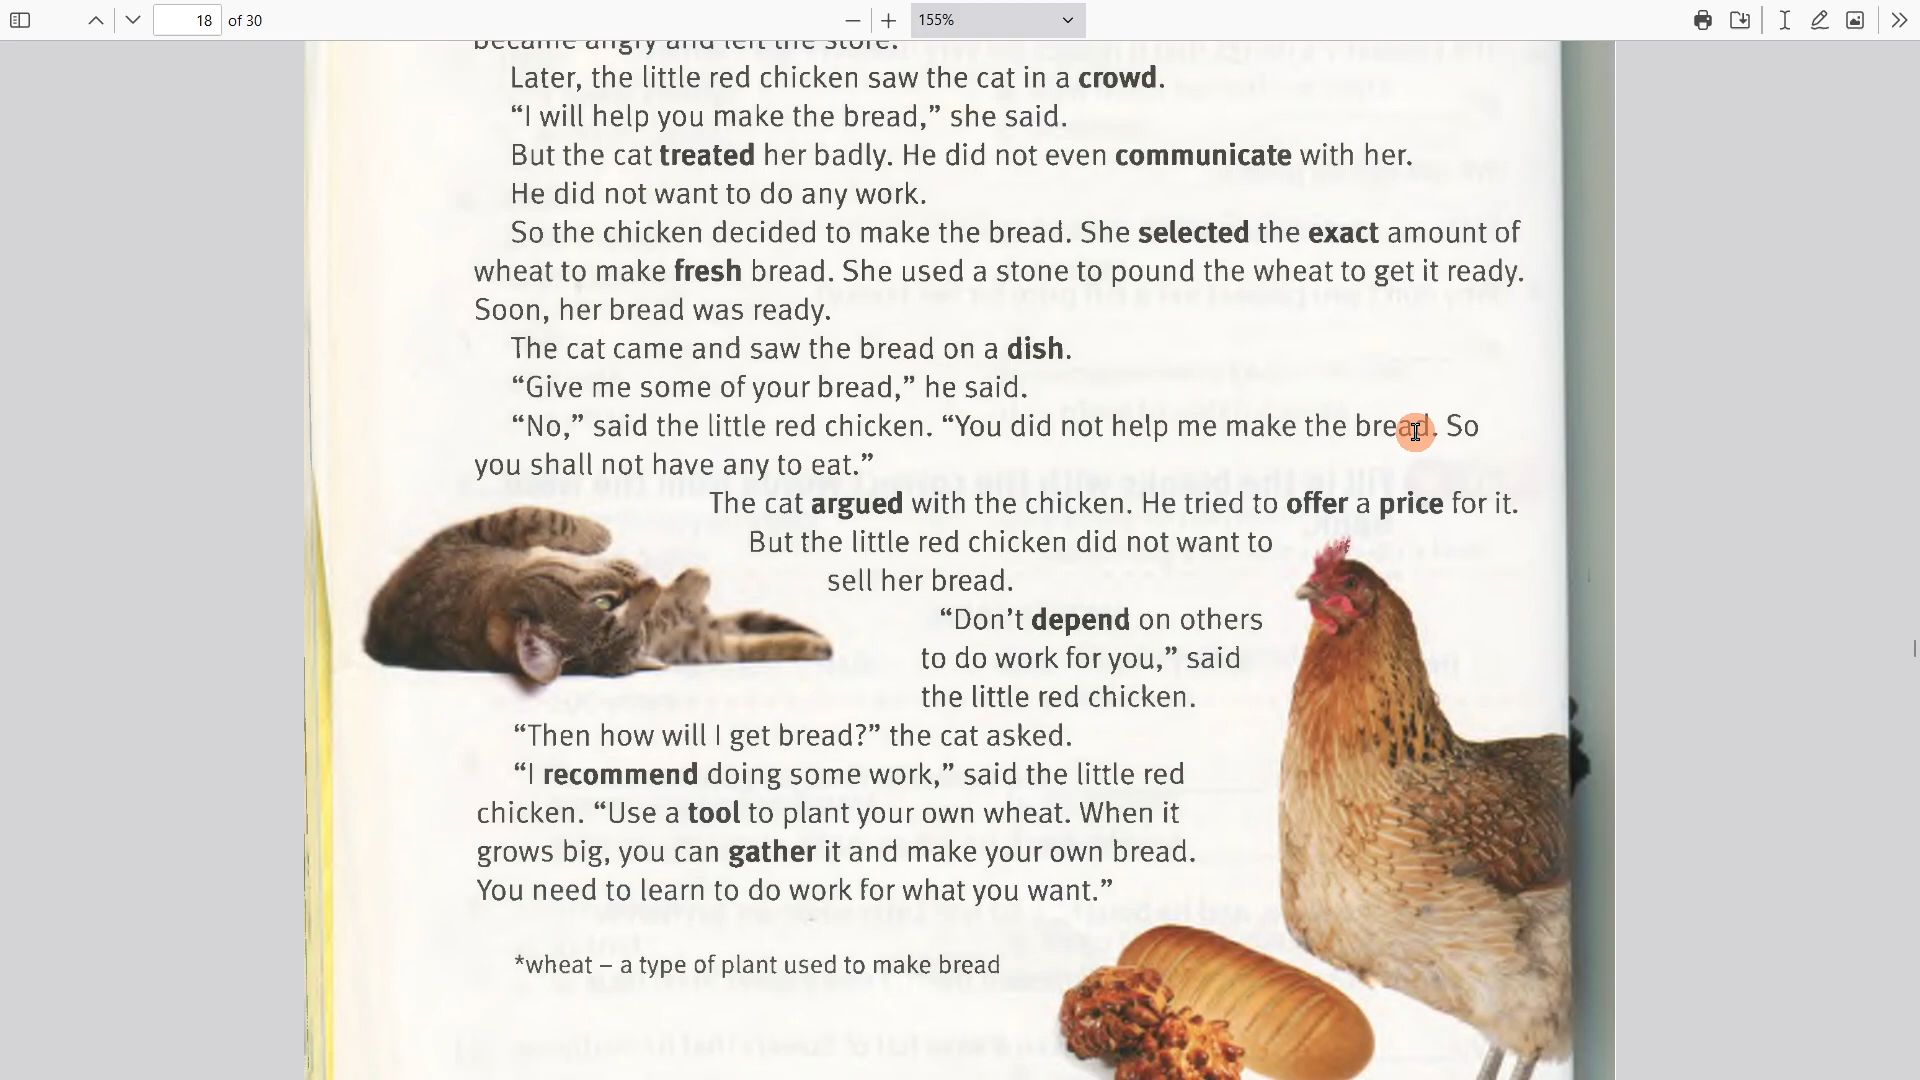 18 of 30
155%
became angry and left the store.
Later, the little red chicken saw the cat in a crowd.
“I will help you make the bread,” she said.
But the cat treated her badly. He did not even communicate with her.
He did not want to do any work.
So the chicken decided to make the bread. She selected the exact amount of
wheat to make fresh bread. She used a stone to pound the wheat to get it ready.
Soon, her bread was ready.
The cat came and saw the bread on a dish.
“Give me some of your bread,” he said.
“No,” said the little red chicken. “You did not help me make the bread. So
you shall not have any to eat.”
The cat argued with the chicken. He tried to offer a price for it.
But the little red chicken did not want to
sell her bread.
“Don’t depend on others
to do work for you,” said
the little red chicken.
“Then how will I get bread?” the cat asked.
“I recommend doing some work,” said the little red
chicken. “Use a tool to plant your own wheat. When it
grows big, you can gather it and make your own bread.
You need to learn to do work for what you want.”
*wheat – a type of plant used to make bread